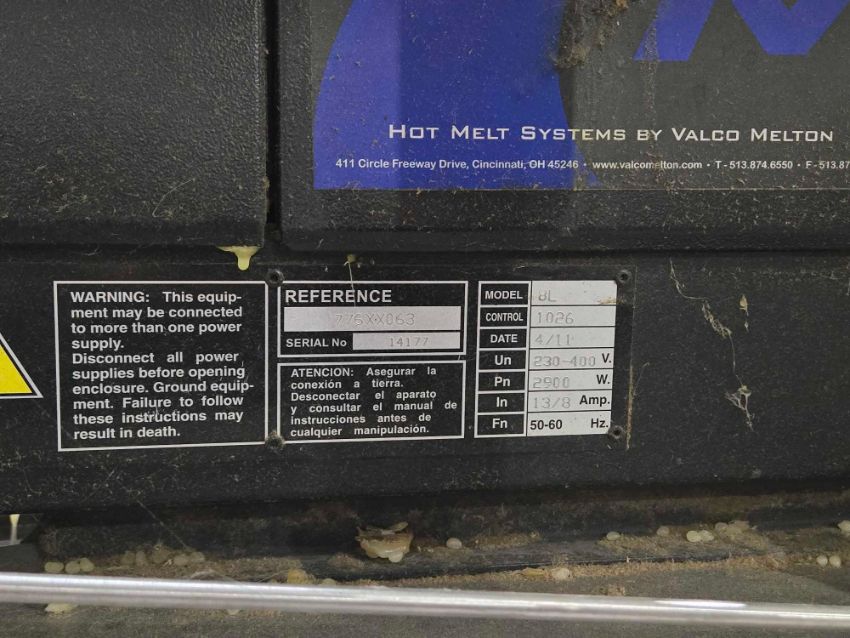 HOT MELT SYSTEMS BY VALCO MELTON
411 Circle Freeway Drive, Cincinnati, OH 45246 • www.valcomelton.com • T - 513.874.6550 • F - 513.87
WARNING: This equip-
ment may be connected
to more than one power
supply.
Disconnect all power
supplies before opening
enclosure. Ground equip-
ment. Failure to follow
these instructions may
result in death.
REFERENCE
776XX063
SERIAL No 14177
ATENCION: Asegurar la
conexión a tierra.
Desconectar el aparato
y consultar el manual de
instrucciones antes de
cualquier manipulación.
MODEL 8L
CONTROL 1026
DATE 4/11
Un 230-400 V.
Pn 2900 W.
In 13/8 Amp.
Fn 50-60 Hz.